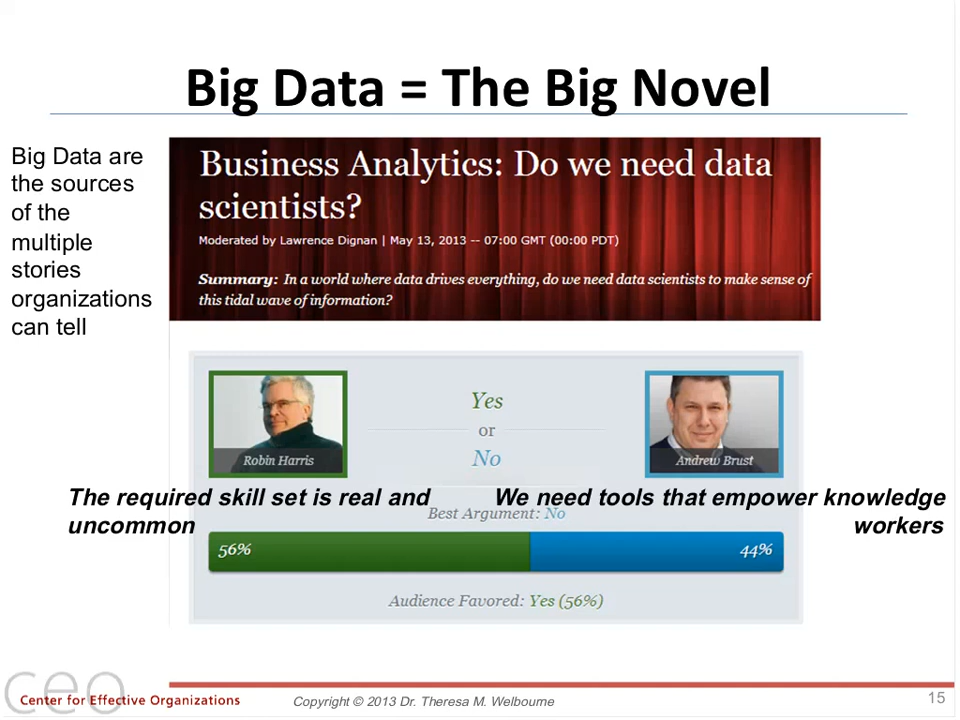 Big Data = The Big Novel
Big Data are
the sources
of the
multiple
stories
organizations
can tell
Business Analytics: Do we need data
scientists?
Moderated by Lawrence Dignan | May 13, 2013 -- 07:00 GMT (00:00 PDT)
Summary: In a world where data drives everything, do we need data scientists to make sense of
this tidal wave of information?
Yes
or
No
Robin Harris
Andrew Brust
The required skill set is real and
uncommon
We need tools that empower knowledge
workers
Best Argument: No
56%
44%
Audience Favored: Yes (56%)
ceo
Center for Effective Organizations
Copyright © 2013 Dr. Theresa M. Welbourne
15